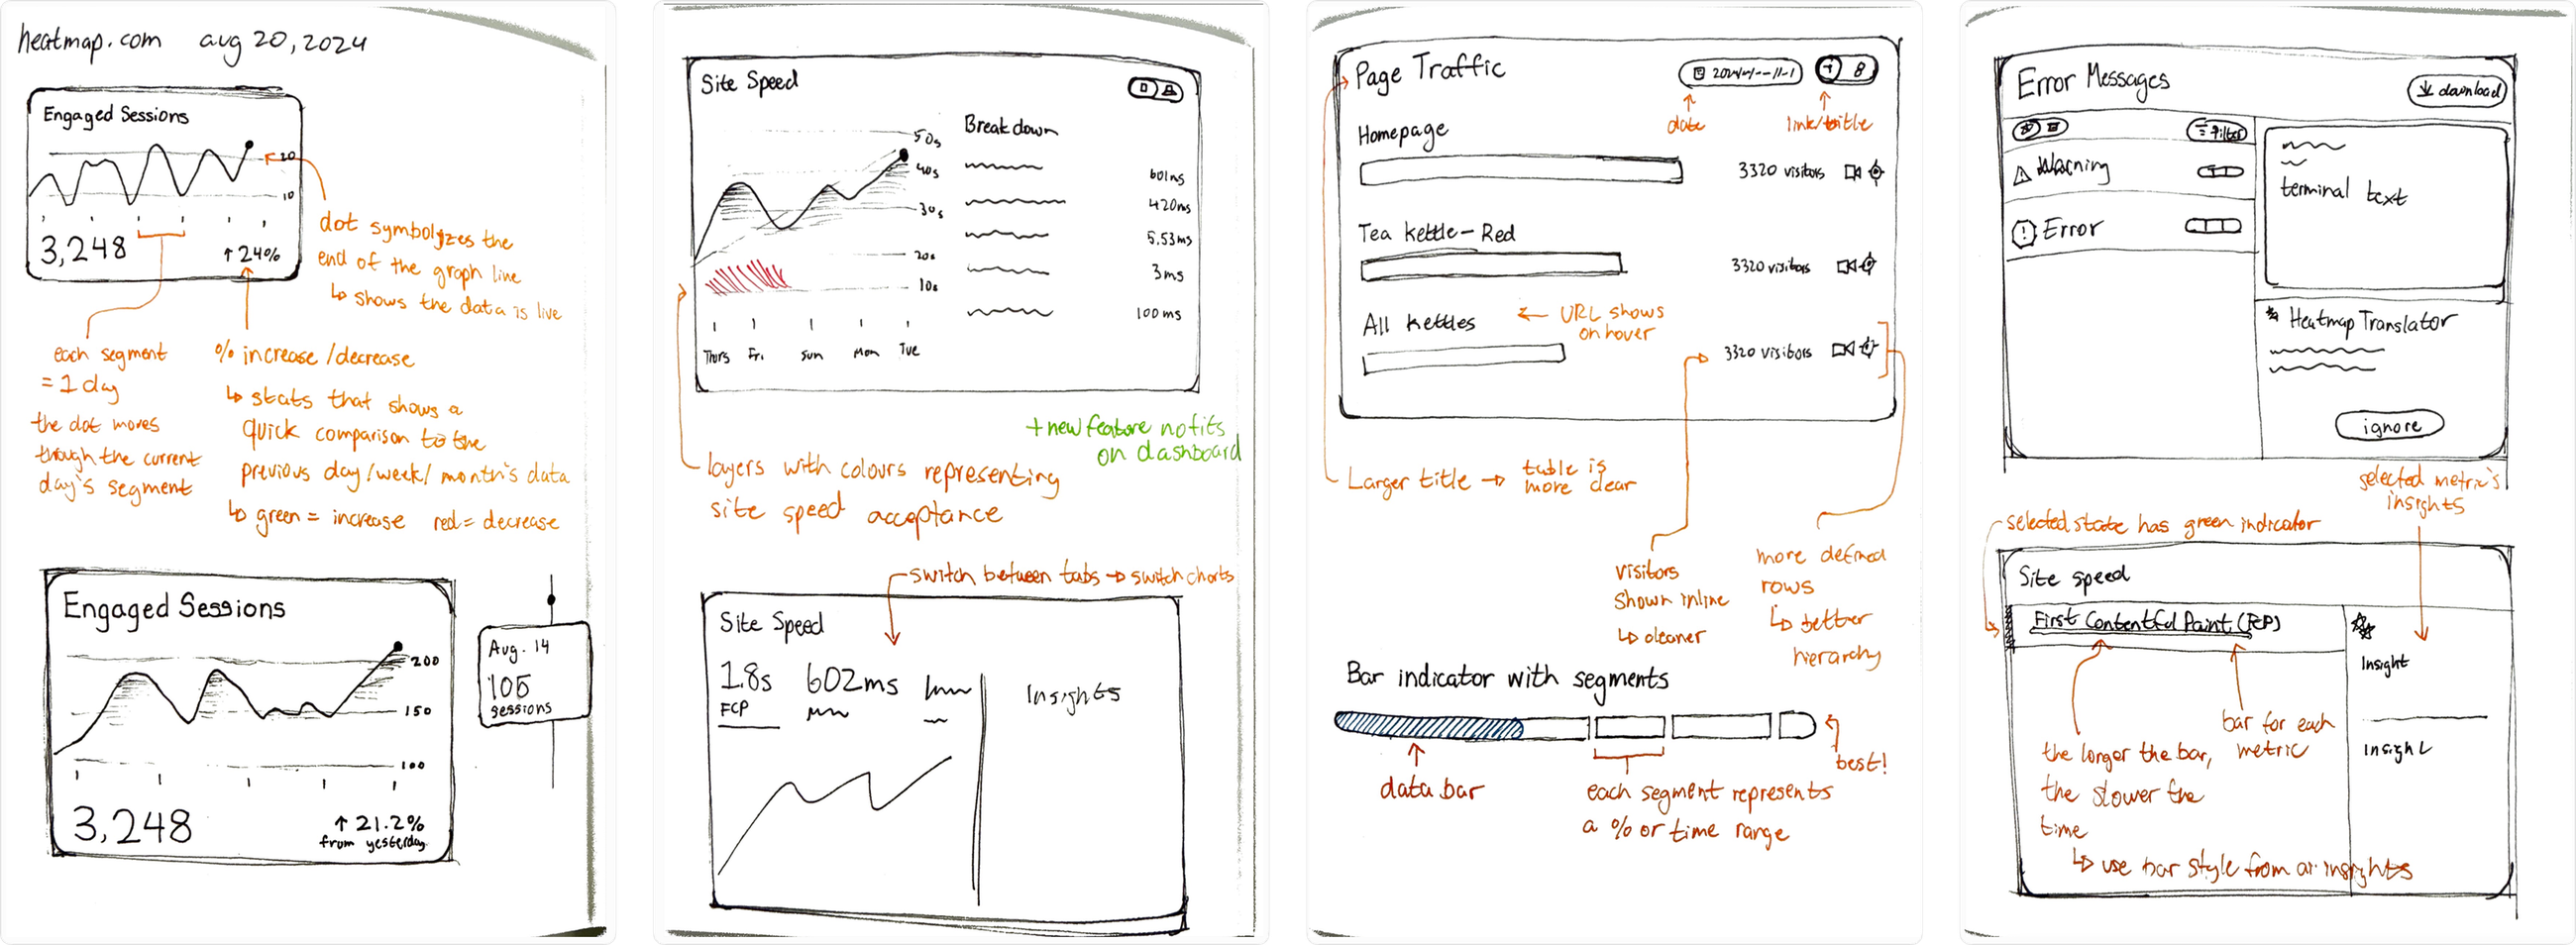 heatmap.com aug 20, 2024
Engaged Sessions
20
10
3,248
↑ 24%
dot symbolyzes the
end of the graph line
↳ shows the data is live
each segment
= 1 day
the dot moves
through the current
day's segment
% increase / decrease
↳ stats that shows a
quick comparison to the
previous day / week / month's data
↳ green = increase red = decrease
Engaged Sessions
200
150
100
3,248
↑ 21.2%
from yesterday
Aug. 14
105
sessions
Site Speed
50s
40s
30s
20s
10s
Thurs Fri. Sun Mon Tue
Breakdown
601ms
420ms
5.53ms
3ms
100ms
+ new feature notifs
on dashboard
layers with colours representing
site speed acceptance
switch between tabs → switch charts
Site Speed
1.8s 602ms
FCP
Insights
Page Traffic
date
link/title
Homepage
3320 visitors
Tea kettle - Red
3320 visitors
All kettles
← URL shows
on hover
3320 visitors
Larger title → table is
more clear
visitors
shown inline
↳ cleaner
more defined
rows
↳ better
hierarchy
Bar indicator with segments
best!
data bar
each segment represents
a % or time range
Error Messages
download
Filter
Warning
Error
terminal text
Heatmap Translator
ignore
selected metric's
insights
selected state has green indicator
Site speed
First Contentful Paint (FCP)
Insight
Insight
bar for each
metric
the longer the bar,
the slower the
time
↳ use bar style from ai insights